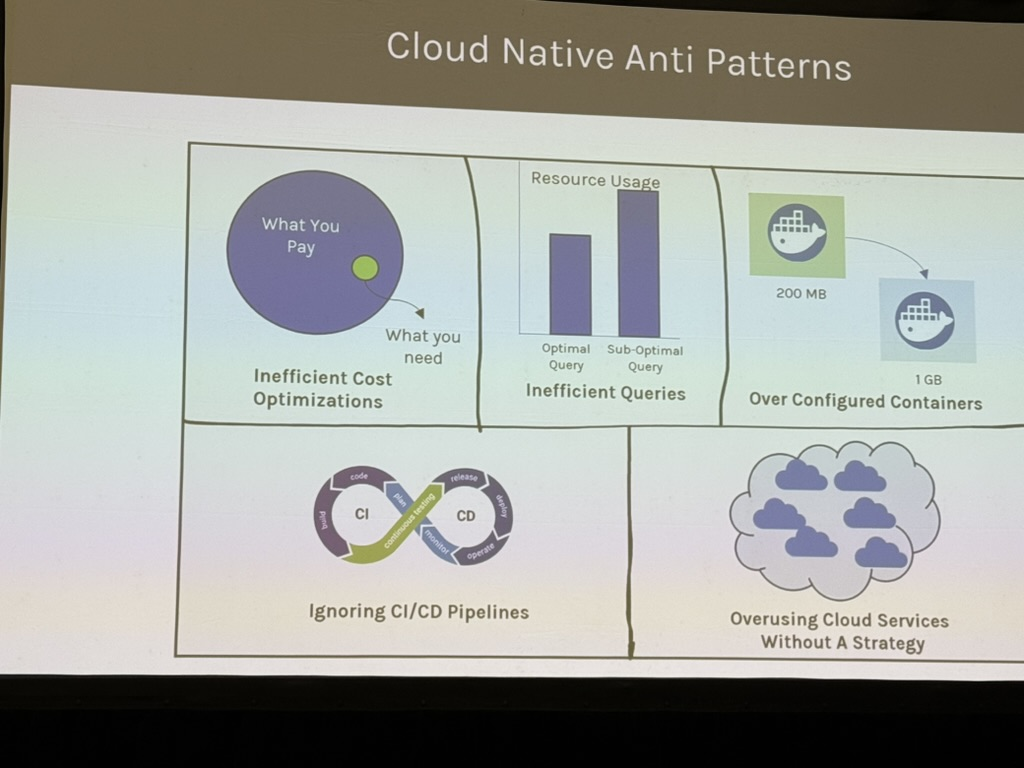 Cloud Native Anti Patterns
What You
Pay
What you
need
Inefficient Cost
Optimizations
Resource Usage
Optimal
Query
Sub-Optimal
Query
Inefficient Queries
200 MB
1 GB
Over Configured Containers
code
build
CI
plan
continuous testing
release
deploy
CD
monitor
operate
Ignoring CI/CD Pipelines
Overusing Cloud Services
Without A Strategy